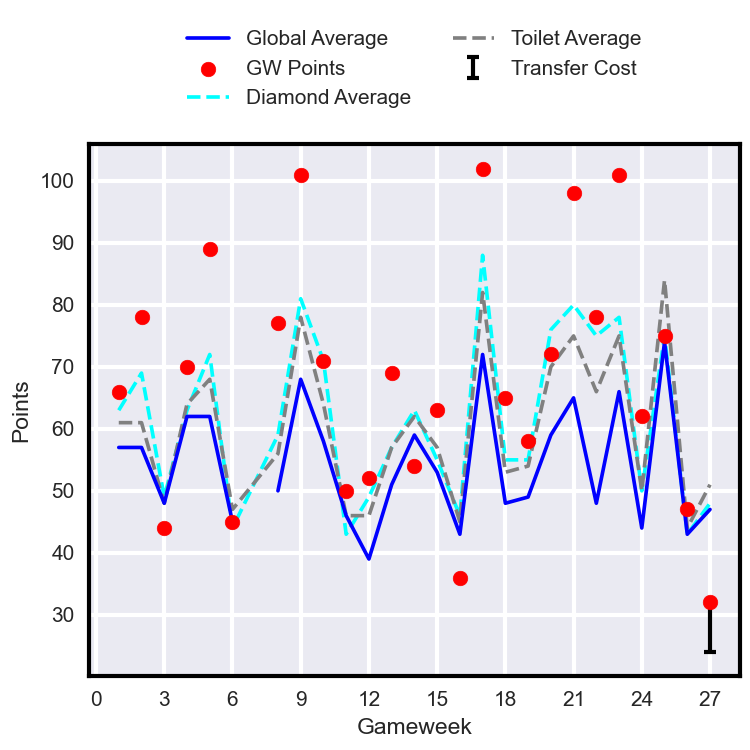 Global Average
GW Points
Diamond Average
Toilet Average
Transfer Cost
100
90
80
70
60
50
40
30
Points
0 3 6 9 12 15 18 21 24 27
Gameweek